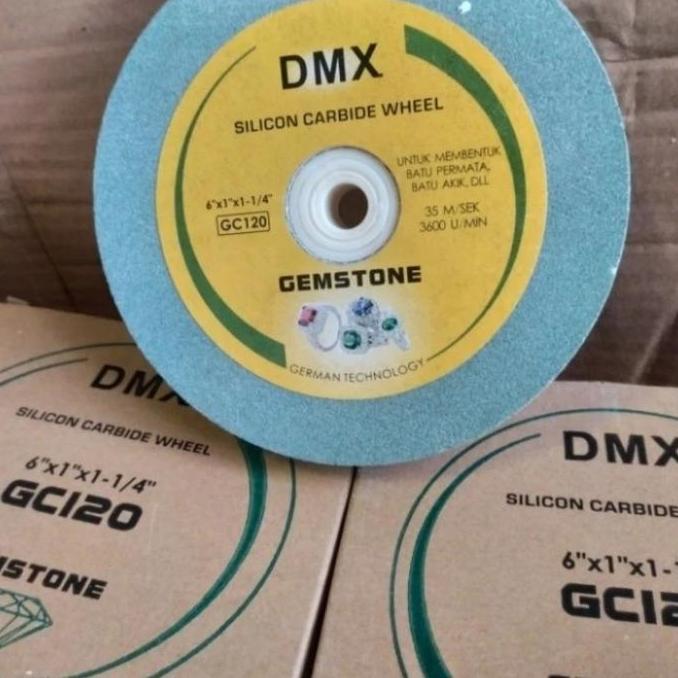 DMX
SILICON CARBIDE WHEEL
6"x1"x1-1/4"
GC120
UNTUK MEMBENTUK
BATU PERMATA,
BATU AKIK, DLL
35 M/SEK
3600 U/MIN
GEMSTONE
GERMAN TECHNOLOGY
DMX
SILICON CARBIDE WHEEL
6"x1"x1-1/4"
GC120
DMX
SILICON CARBIDE
6"x1"x1-